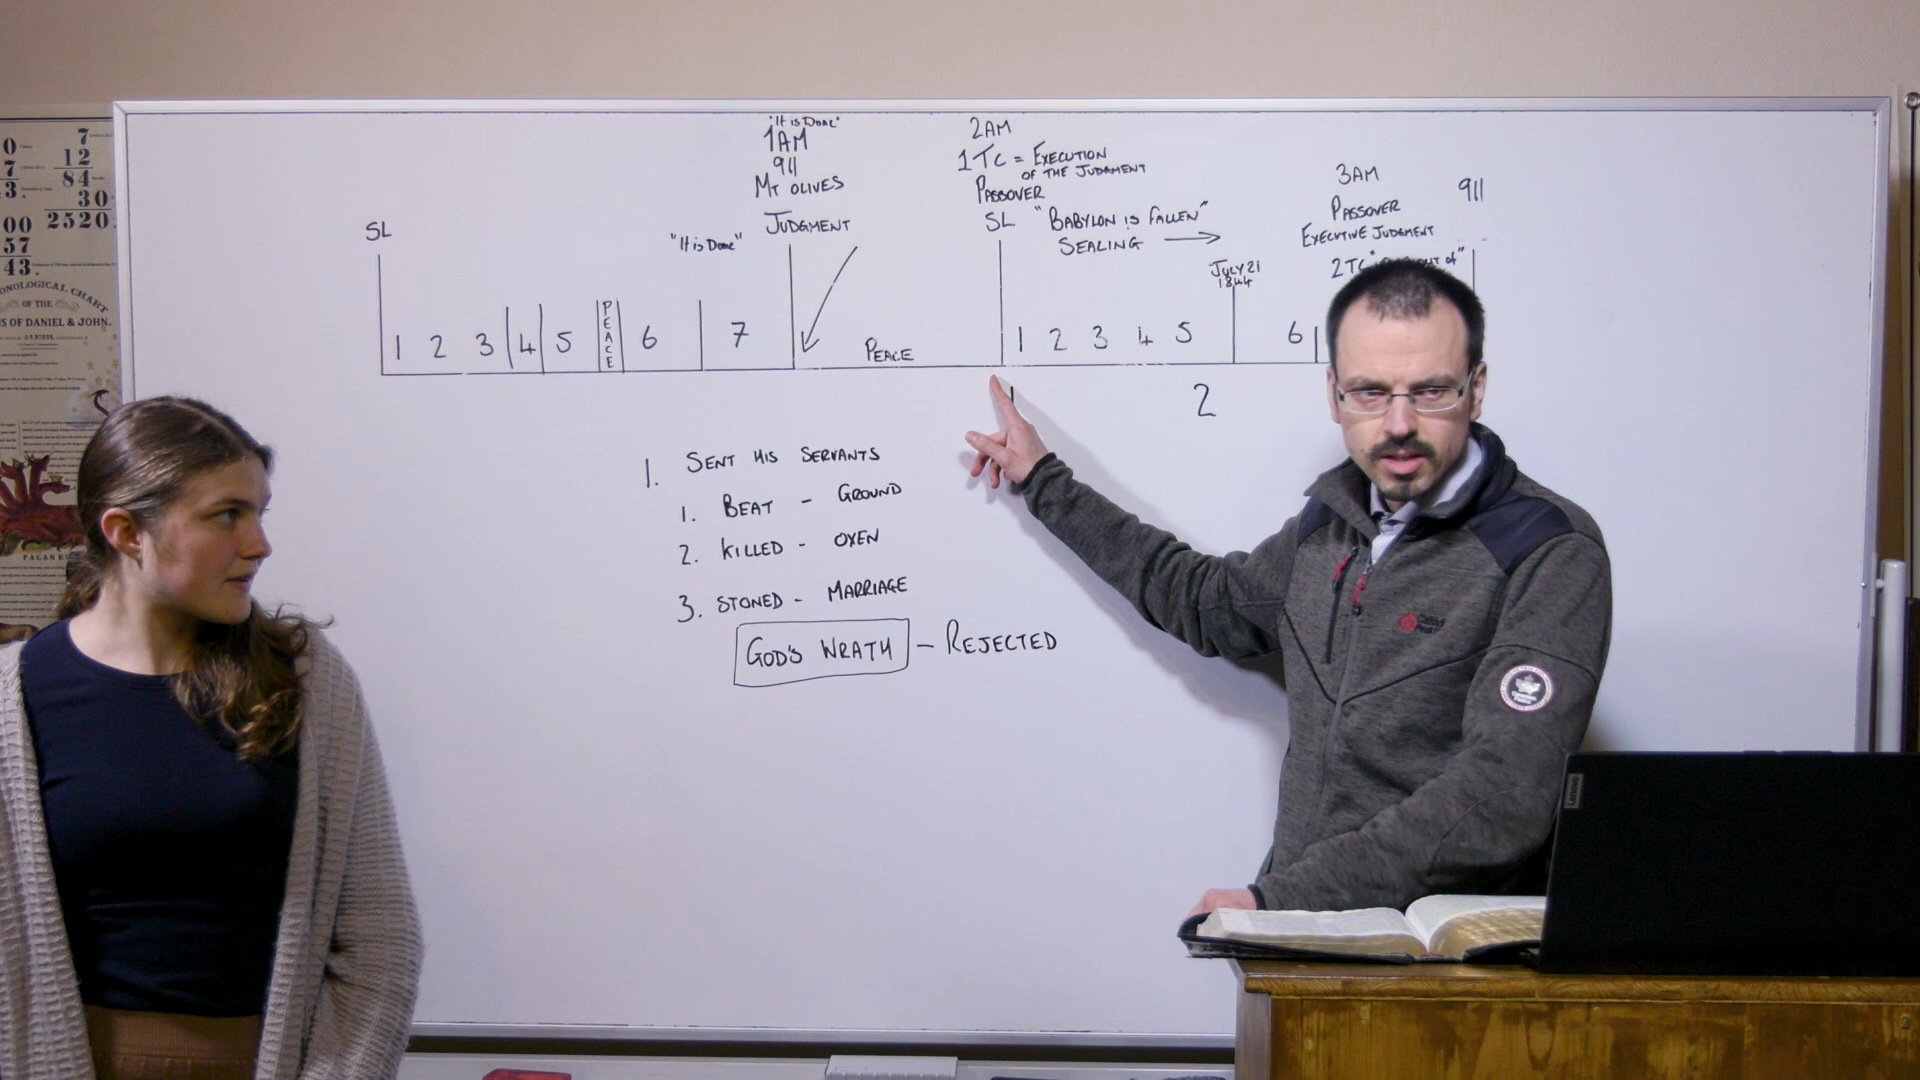 "It is Done"
1AM
911
MT OLIVES
JUDGMENT
2AM
1TC = EXECUTION
OF THE JUDGMENT
PASSOVER
SL "BABYLON is FALLEN"
SEALING →
3AM
PASSOVER
EXECUTIVE JUDGMENT
2TC
911
SL
"It is Done"
JULY 21
1844
1 2 3 4 5 PEACE 6 7
PEACE
1 2 3 4 5 6
2
1. SENT HIS SERVANTS
1. BEAT - GROUND
2. KILLED - OXEN
3. STONED - MARRIAGE
GOD'S WRATH - REJECTED
7
12
84
30
2520
57
43.
ONOLOGICAL CHART
OF THE
S OF DANIEL & JOHN.
Lenovo